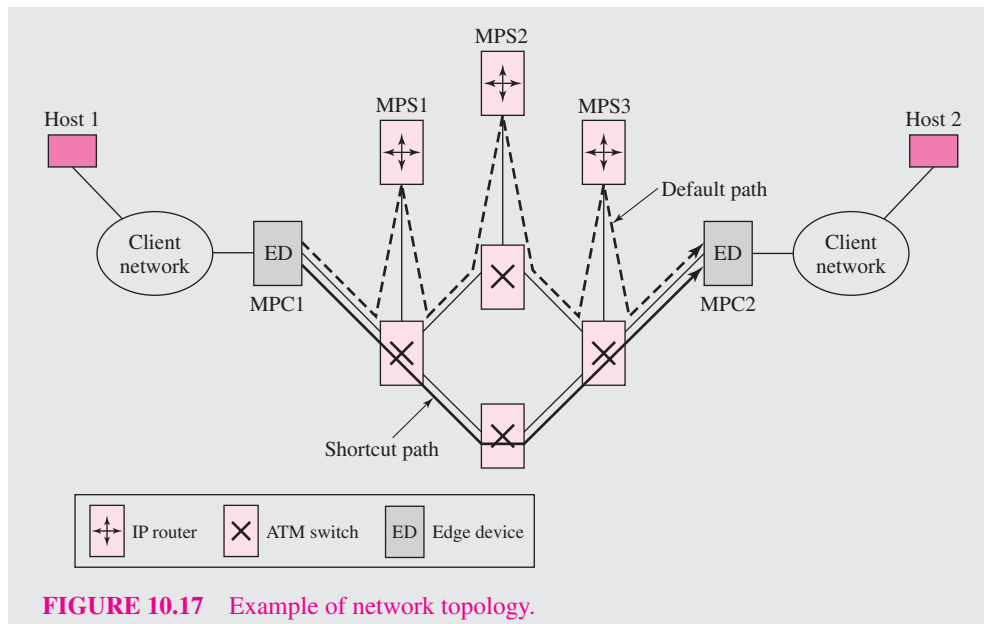 MPS2
MPS1
MPS3
Host 1
Host 2
Default path
Client
network
ED
ED
Client
network
MPC1
MPC2
Shortcut path
IP router
ATM switch
ED
Edge device
FIGURE 10.17 Example of network topology.